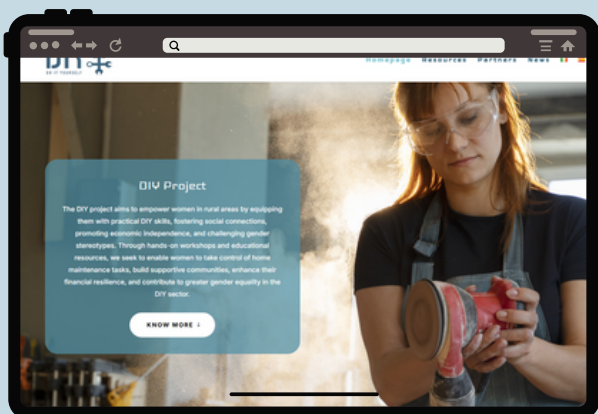 DIY
DO IT YOURSELF
Homepage Resources Partners News
DIY Project
The DIY project aims to empower women in rural areas by equipping
them with practical DIY skills, fostering social connections,
promoting economic independence, and challenging gender
stereotypes. Through hands-on workshops and educational
resources, we seek to enable women to take control of home
maintenance tasks, build supportive communities, enhance their
financial resilience, and contribute to greater gender equality in the
DIY sector.
KNOW MORE ↓